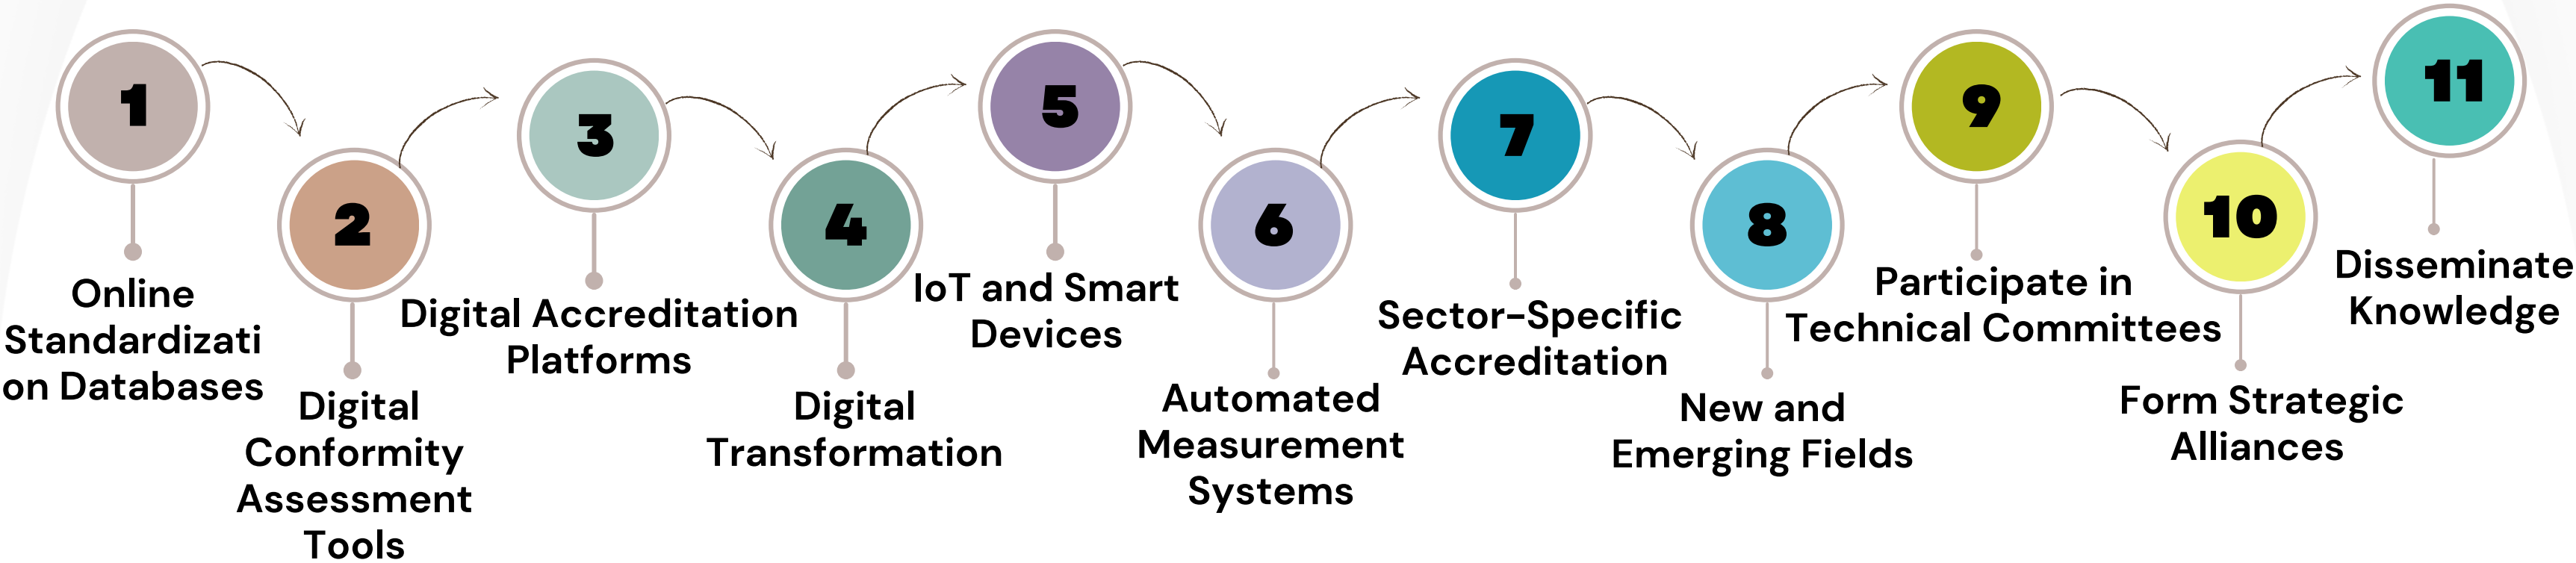 1
Online
Standardizati
on Databases
2
Digital
Conformity
Assessment
Tools
3
Digital Accreditation
Platforms
4
Digital
Transformation
5
IoT and Smart
Devices
6
Automated
Measurement
Systems
7
Sector-Specific
Accreditation
8
New and
Emerging Fields
9
Participate in
Technical Committees
10
Form Strategic
Alliances
11
Disseminate
Knowledge